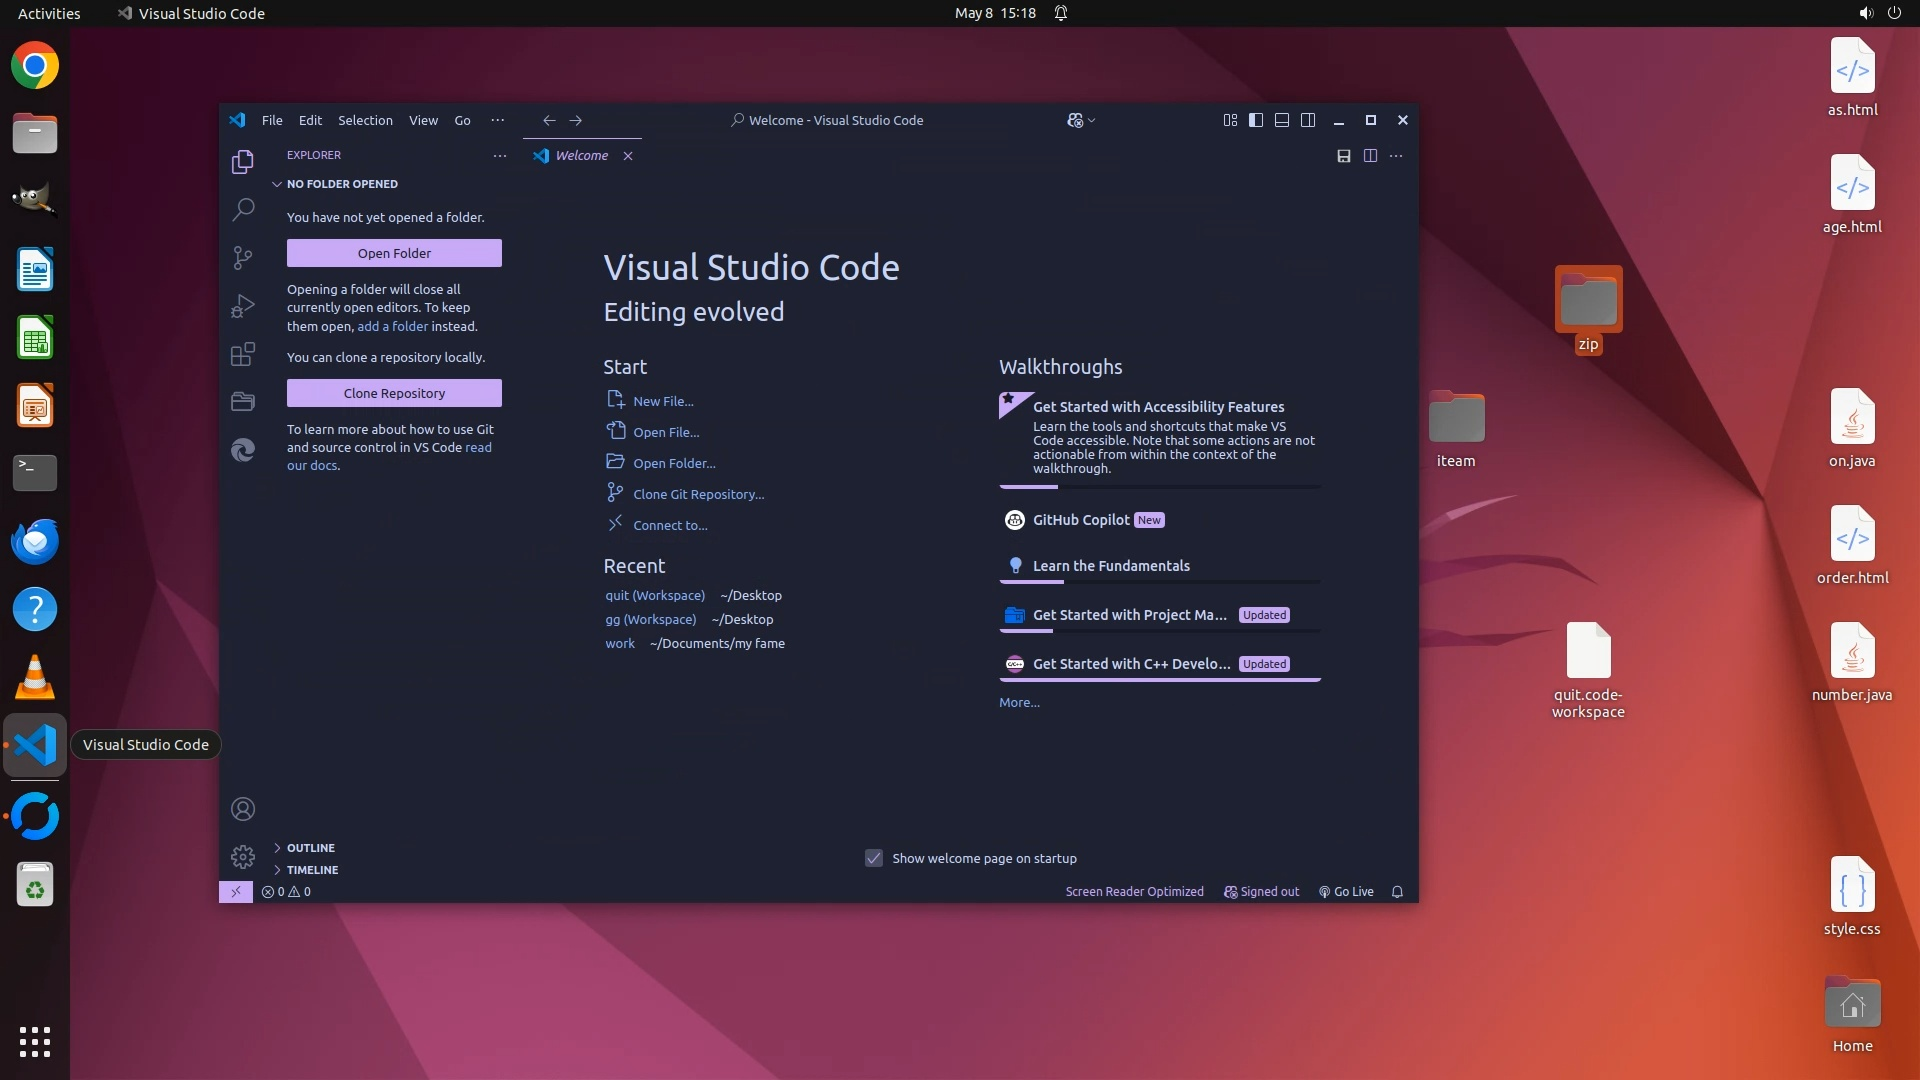 Activities
Visual Studio Code
May 8 15:18
File Edit Selection View Go
Welcome - Visual Studio Code
EXPLORER
Welcome
NO FOLDER OPENED
You have not yet opened a folder.
Open Folder
Opening a folder will close all
currently open editors. To keep
them open, add a folder instead.
You can clone a repository locally.
Clone Repository
To learn more about how to use Git
and source control in VS Code read
our docs.
OUTLINE
TIMELINE
Visual Studio Code
Editing evolved
Start
New File...
Open File...
Open Folder...
Clone Git Repository...
Connect to...
Recent
quit (Workspace) ~/Desktop
gg (Workspace) ~/Desktop
work ~/Documents/my fame
Walkthroughs
Get Started with Accessibility Features
Learn the tools and shortcuts that make VS
Code accessible. Note that some actions are not
actionable from within the context of the
walkthrough.
GitHub Copilot New
Learn the Fundamentals
Get Started with Project Ma... Updated
Get Started with C++ Develo... Updated
More...
Show welcome page on startup
0 0
Screen Reader Optimized
Signed out
Go Live
Visual Studio Code
as.html
age.html
zip
iteam
on.java
order.html
quit.code-
workspace
number.java
style.css
Home